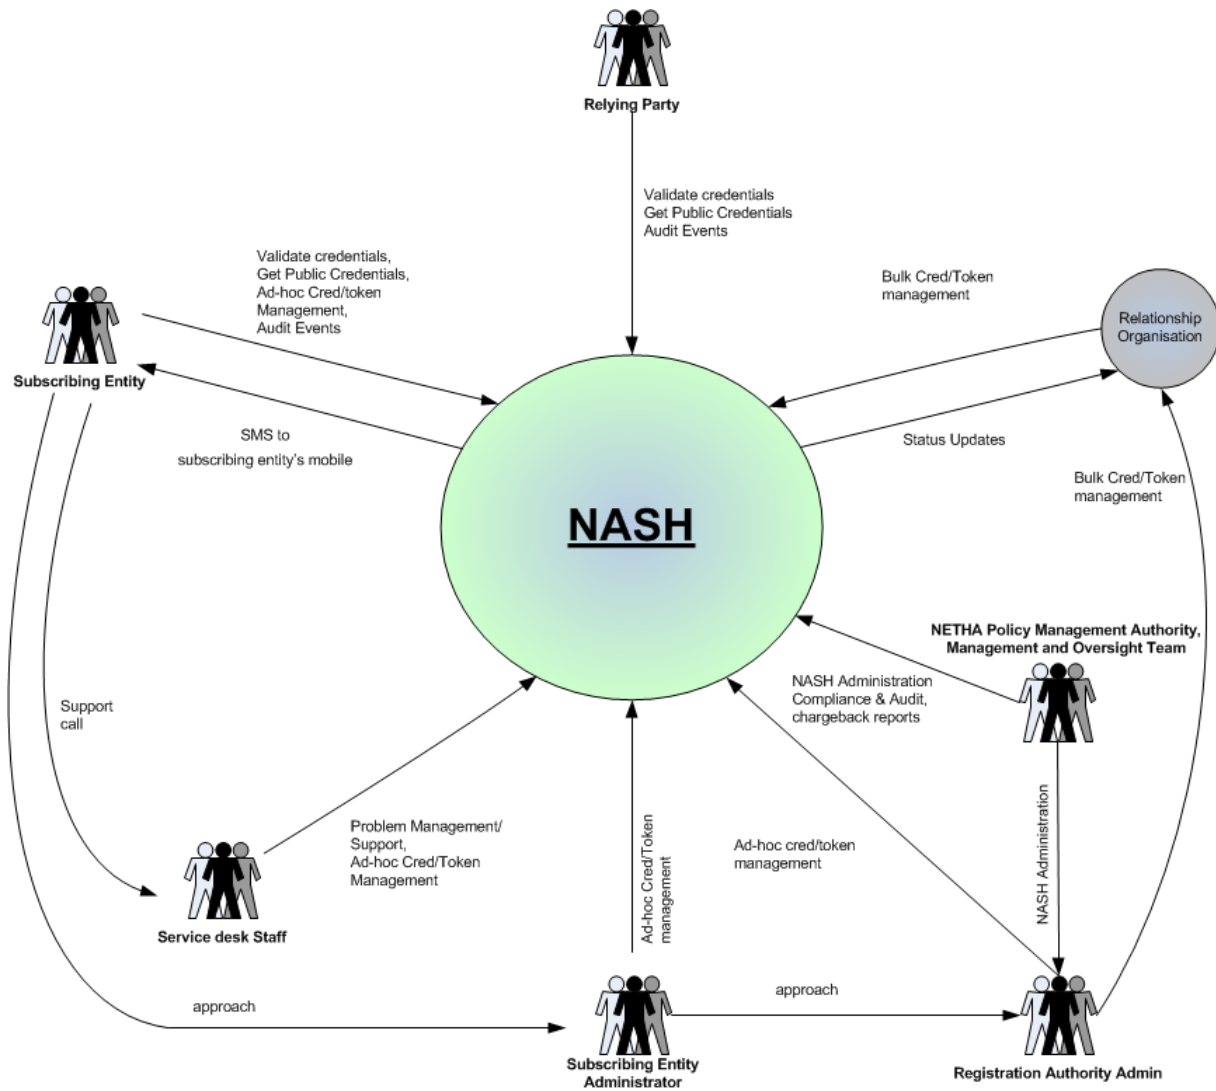 Relying Party
Validate credentials
Get Public Credentials
Audit Events
Validate credentials,
Get Public Credentials,
Ad-hoc Cred/token
Management,
Audit Events
Bulk Cred/Token
management
Relationship
Organisation
Subscribing Entity
SMS to
subscribing entity's mobile
Status Updates
Bulk Cred/Token
management
NASH
NETHA Policy Management Authority,
Management and Oversight Team
NASH Administration
Compliance & Audit,
chargeback reports
Support
call
Problem Management/
Support,
Ad-hoc Cred/Token
Management
Ad-hoc Cred/Token
management
Ad-hoc cred/token
management
NASH Administration
Service desk Staff
approach
approach
Subscribing Entity
Administrator
Registration Authority Admin